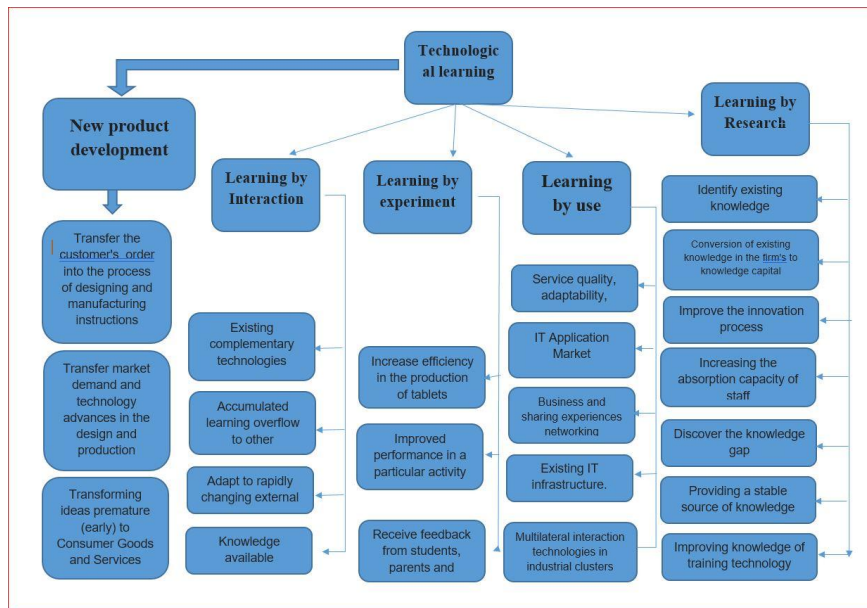 Technologic
al learning
New product
development
Transfer the
customer's order
into the process
of designing and
manufacturing
instructions
Transfer market
demand and
technology
advances in the
design and
production
Transforming
ideas premature
(early) to
Consumer Goods
and Services
Learning by
Interaction
Existing
complementary
technologies
Accumulated
learning overflow
to other
Adapt to rapidly
changing external
Knowledge
available
Learning by
experiment
Increase efficiency
in the production
of tablets
Improved
performance in a
particular activity
Receive feedback
from students,
parents and
Learning
by use
Service quality,
adaptability,
IT Application
Market
Business and
sharing experiences
networking
Existing IT
infrastructure.
Multilateral interaction
technologies in
industrial clusters
Learning by
Research
Identify existing
knowledge
Conversion of existing
knowledge in the firm's to
knowledge capital
Improve the innovation
process
Increasing the
absorption capacity of
staff
Discover the knowledge
gap
Providing a stable
source of knowledge
Improving knowledge of
training technology